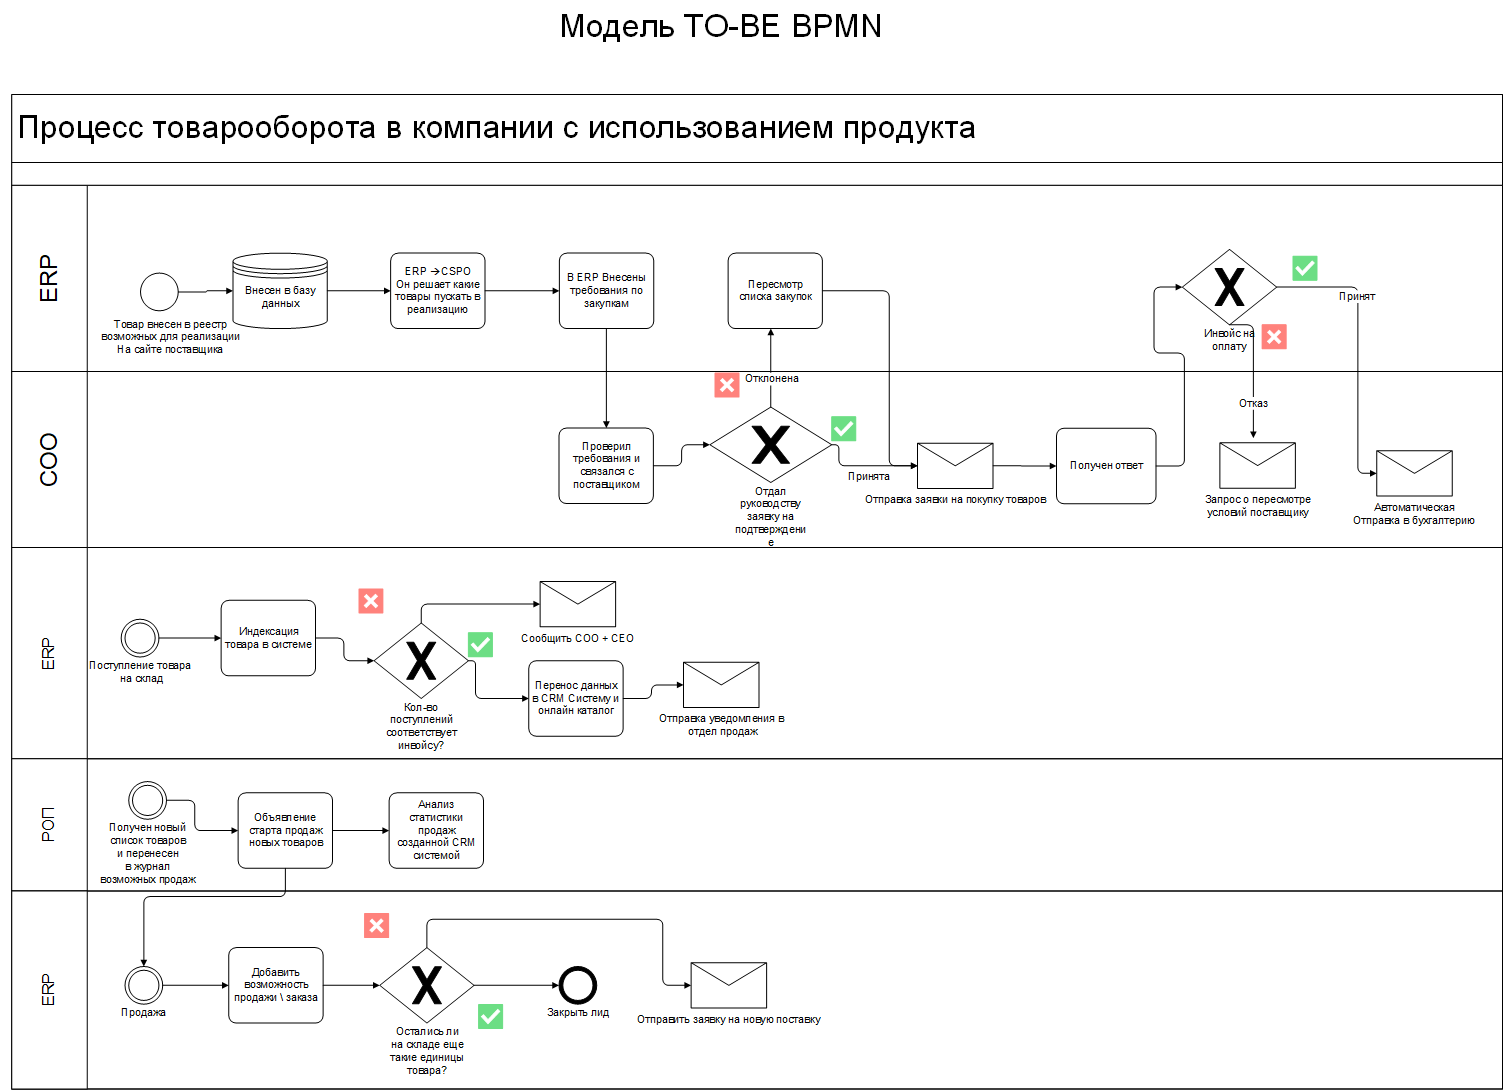 Модель TO-BE BPMN
Процесс товарооборота в компании с использованием продукта
ERP
Товар внесен в реестр
возможных для реализации
На сайте поставщика
Внесен в базу
данных
ERP →CSPO
Он решает какие
товары пускать в
реализацию
В ERP Внесены
требования по
закупкам
Пересмотр
списка закупок
X
Инвойс на
оплату
Принят
COO
Проверил
требования и
связался с
поставщиком
Отклонена
X
Отдал
руководству
заявку на
подтверждени
е
Принята
Отправка заявки на покупку товаров
Получен ответ
Отказ
Запрос о пересмотре
условий поставщику
Автоматическая
Отправка в бухгалтерию
ERP
Поступление товара
на склад
Индексация
товара в системе
X
Кол-во
поступлений
соответствует
инвойсу?
Сообщить COO + CEO
Перенос данных
в CRM Систему и
онлайн каталог
Отправка уведомления в
отдел продаж
РОП
Получен новый
список товаров
и перенесен
в журнал
возможных продаж
Объявление
старта продаж
новых товаров
Анализ
статистики
продаж
созданной CRM
системой
ERP
Продажа
Добавить
возможность
продажи \ заказа
X
Остались ли
на складе еще
такие единицы
товара?
Закрыть лид
Отправить заявку на новую поставку